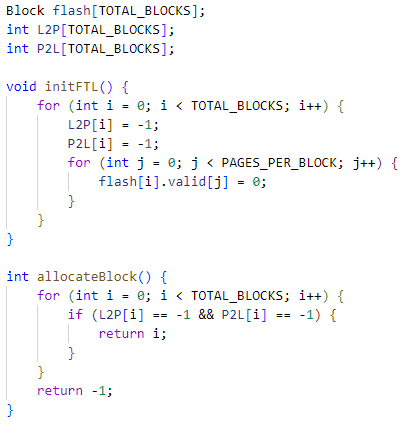 Block flash[TOTAL_BLOCKS];
int L2P[TOTAL_BLOCKS];
int P2L[TOTAL_BLOCKS];

void initFTL() {
    for (int i = 0; i < TOTAL_BLOCKS; i++) {
        L2P[i] = -1;
        P2L[i] = -1;
        for (int j = 0; j < PAGES_PER_BLOCK; j++) {
            flash[i].valid[j] = 0;
        }
    }
}

int allocateBlock() {
    for (int i = 0; i < TOTAL_BLOCKS; i++) {
        if (L2P[i] == -1 && P2L[i] == -1) {
            return i;
        }
    }
    return -1;
}